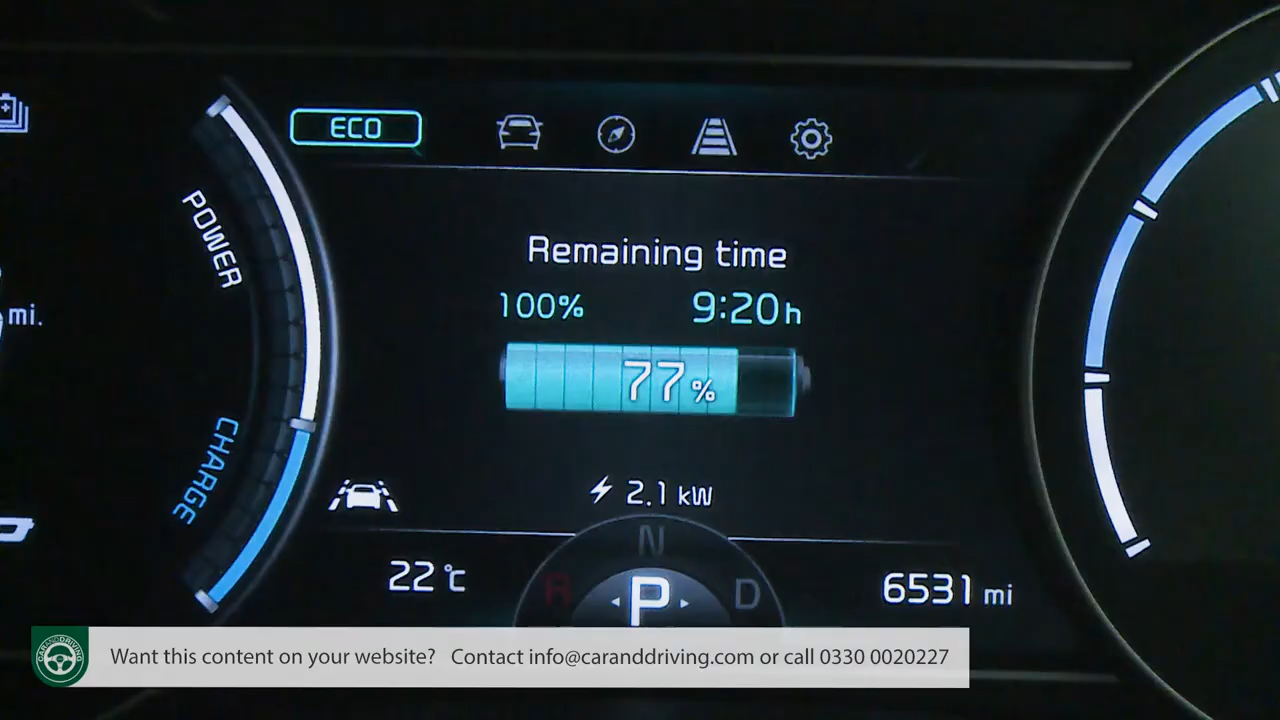 ECO
POWER
mi.
CHARGE
Remaining time
100% 9:20h
77%
2.1 kW
22℃
N
R P D
6531 mi
CARANDDRIVING
Want this content on your website? Contact info@caranddriving.com or call 0330 0020227